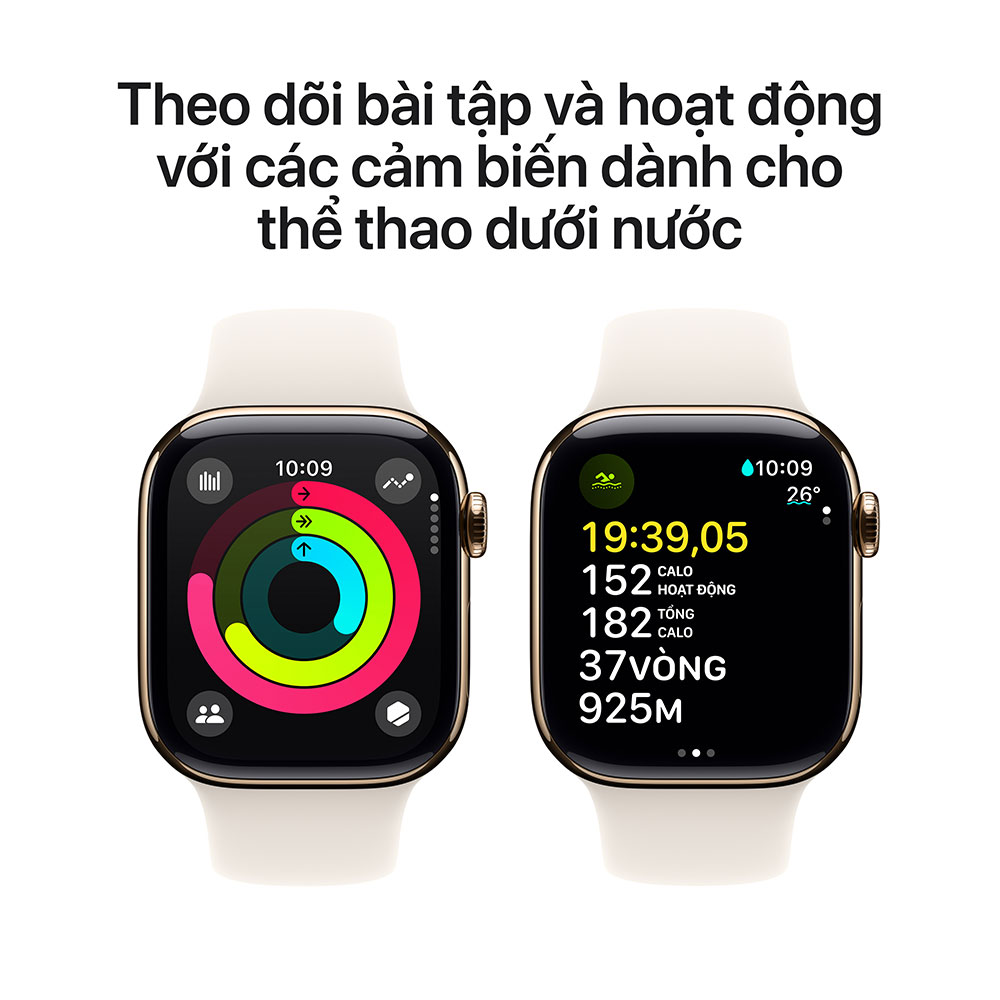 Theo dõi bài tập và hoạt động
với các cảm biến dành cho
thể thao dưới nước
10:09
10:09
26°
19:39,05
152 CALO HOẠT ĐỘNG
182 TỔNG CALO
37VÒNG
925M